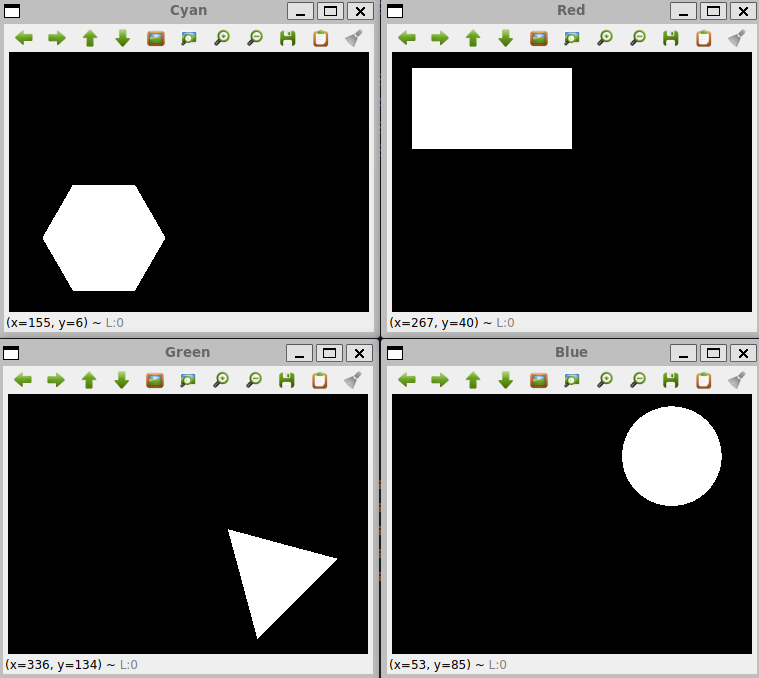 Cyan
(x=155, y=6) ~ L:0
Red
(x=267, y=40) ~ L:0
Green
(x=336, y=134) ~ L:0
Blue
(x=53, y=85) ~ L:0